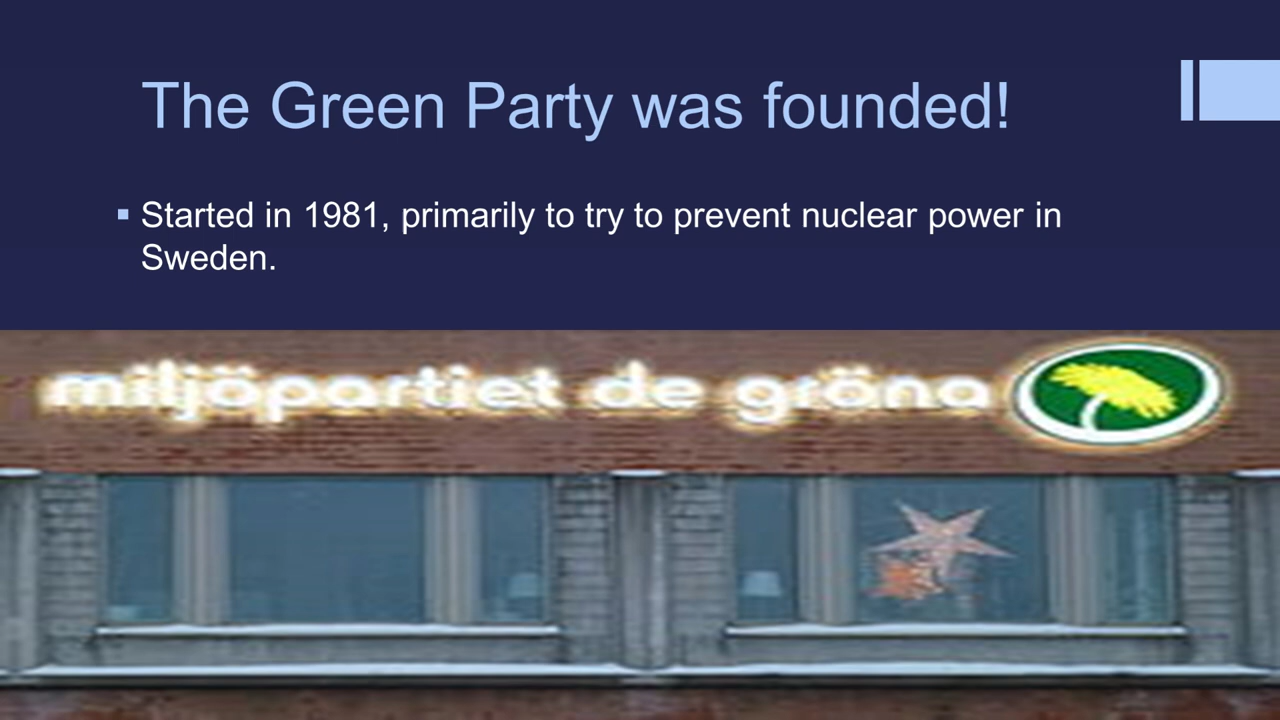 The Green Party was founded!
Started in 1981, primarily to try to prevent nuclear power in
Sweden.
miljöpartiet de gröna